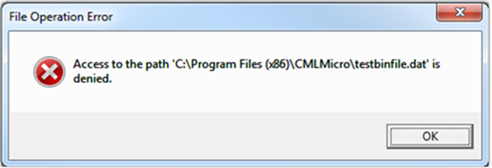 File Operation Error
Access to the path 'C:\Program Files (x86)\CMLMicro\testbinfile.dat' is
denied.
OK